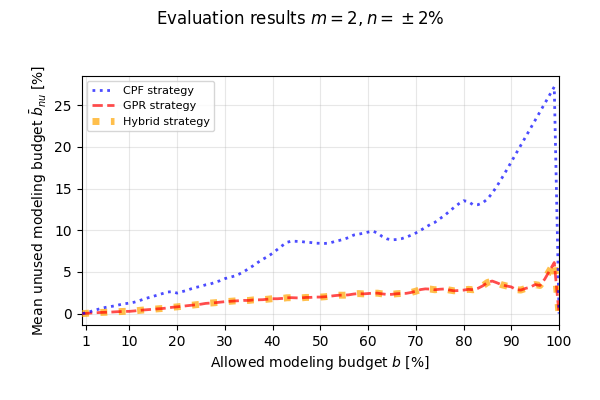 Evaluation results m = 2, n = ±2%
Mean unused modeling budget b̄_nu [%]
25
20
15
10
5
0
CPF strategy
GPR strategy
Hybrid strategy
1 10 20 30 40 50 60 70 80 90 100
Allowed modeling budget b [%]